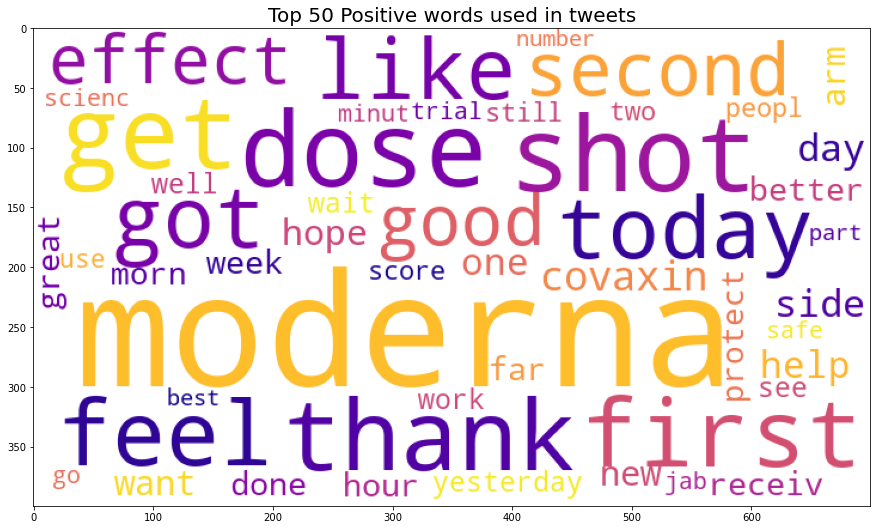 Top 50 Positive words used in tweets
0
50
100
150
200
250
300
350
effect
like
number
second
arm
scienc
get
dose
minut
trial
still
shot
two
peopl
day
well
better
got
wait
good
today
great
hope
part
use
morn
week
score
one
covaxin
side
moderna
protect
safe
far
help
best
work
see
feel
thank
first
go
want
done
hour
yesterday
new
jab
receiv
0 100 200 300 400 500 600